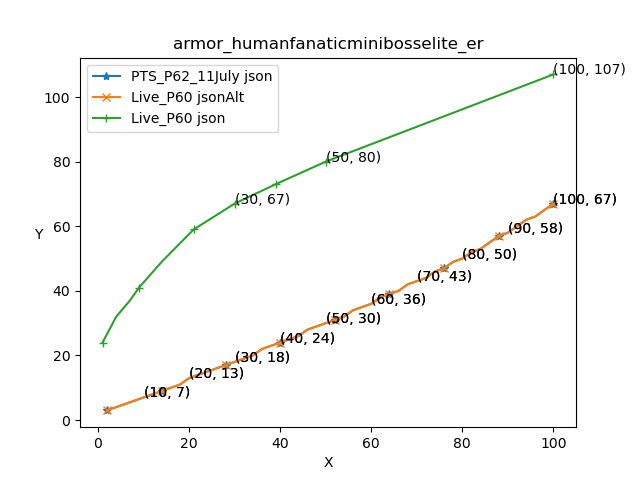 armor_humanfanaticminibosselite_er
PTS_P62_11July json
Live_P60 jsonAlt
Live_P60 json
(100, 107)
(50, 80)
(30, 67)
(100, 67)
(90, 58)
(80, 50)
(70, 43)
(60, 36)
(50, 30)
(40, 24)
(30, 18)
(20, 13)
(10, 7)
Y
100
80
60
40
20
0
0 20 40 60 80 100
X